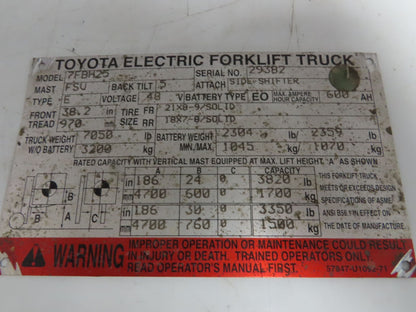 TOYOTA ELECTRIC FORKLIFT TRUCK
MODEL 7FBH25 SERIAL NO. 29382
MAST FSV BACK TILT 5 ATTACH SIDE-SHIFTER
TYPE E VOLTAGE 48 V BATTERY TYPE EO MAX AMPERE HOUR CAPACITY 600 AH
FRONT TREAD 38.2 in TIRE FR 21X8-9/SOLID
970 mm RR 18X7-8/SOLID
TRUCK WEIGHT W/O BATTERY 7050 lb BATTERY WEIGHT 2304 lb 2359 lb
3200 kg MIN./MAX. 1045 kg 1070 kg
RATED CAPACITY WITH VERTICAL MAST EQUIPPED AT MAX. LIFT HEIGHT, "A" AS SHOWN
A B C CAPACITY
in 186 24 0 3820 lb
mm 4700 600 0 1700 kg
in 186 30 0 3350 lb
mm 4700 760 0 1500 kg
B A B C
THIS FORKLIFT TRUCK
MEETS OR EXCEEDS DESIGN
SPECIFICATIONS OF ASME
ANSI B56.1 IN EFFECT ON
THE DATE OF MANUFACTURE.
WARNING
IMPROPER OPERATION OR MAINTENANCE COULD RESULT
IN INJURY OR DEATH. TRAINED OPERATORS ONLY.
READ OPERATOR'S MANUAL FIRST.